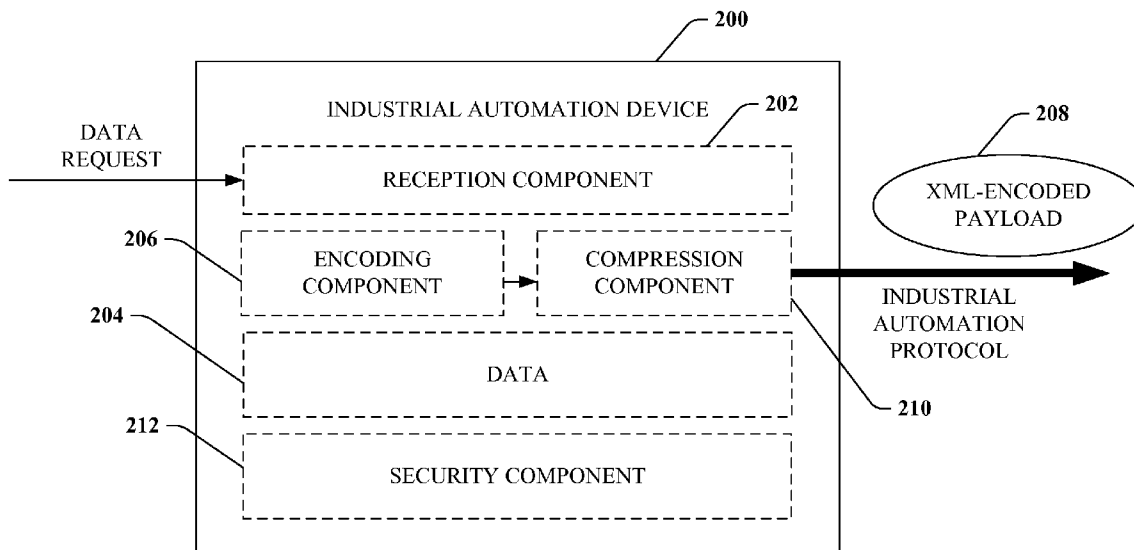 200
INDUSTRIAL AUTOMATION DEVICE
202
DATA
REQUEST
RECEPTION COMPONENT
208
XML-ENCODED
PAYLOAD
206
ENCODING
COMPONENT
COMPRESSION
COMPONENT
INDUSTRIAL
AUTOMATION
PROTOCOL
204
DATA
210
212
SECURITY COMPONENT